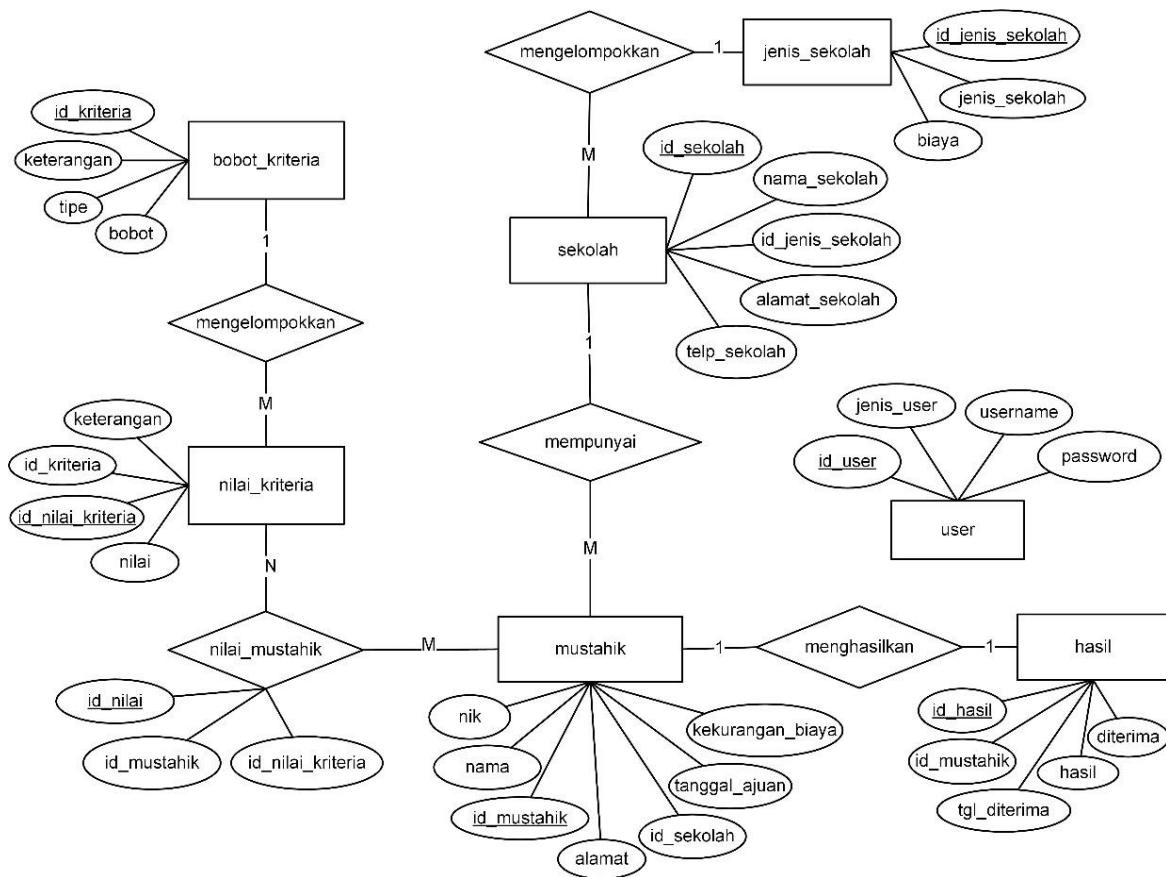 mengelompokkan
1
jenis_sekolah
id_jenis_sekolah
jenis_sekolah
biaya
M
id_kriteria
keterangan
tipe
bobot
bobot_kriteria
1
mengelompokkan
M
id_sekolah
nama_sekolah
id_jenis_sekolah
alamat_sekolah
telp_sekolah
sekolah
1
mempunyai
M
keterangan
id_kriteria
id_nilai_kriteria
nilai
nilai_kriteria
N
jenis_user
username
id_user
password
user
nilai_mustahik
M
mustahik
1
menghasilkan
1
hasil
id_nilai
id_mustahik
id_nilai_kriteria
nik
nama
id_mustahik
alamat
id_sekolah
tanggal_ajuan
kekurangan_biaya
id_hasil
id_mustahik
tgl_diterima
hasil
diterima